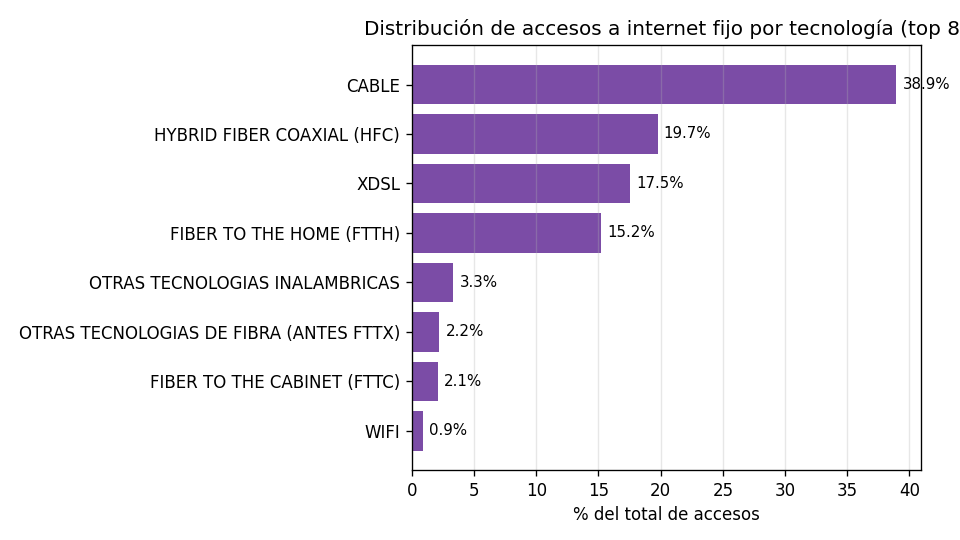 Distribución de accesos a internet fijo por tecnología (top 8
CABLE
38.9%
HYBRID FIBER COAXIAL (HFC)
19.7%
XDSL
17.5%
FIBER TO THE HOME (FTTH)
15.2%
OTRAS TECNOLOGIAS INALAMBRICAS
3.3%
OTRAS TECNOLOGIAS DE FIBRA (ANTES FTTX)
2.2%
FIBER TO THE CABINET (FTTC)
2.1%
WIFI
0.9%
0 5 10 15 20 25 30 35 40
% del total de accesos